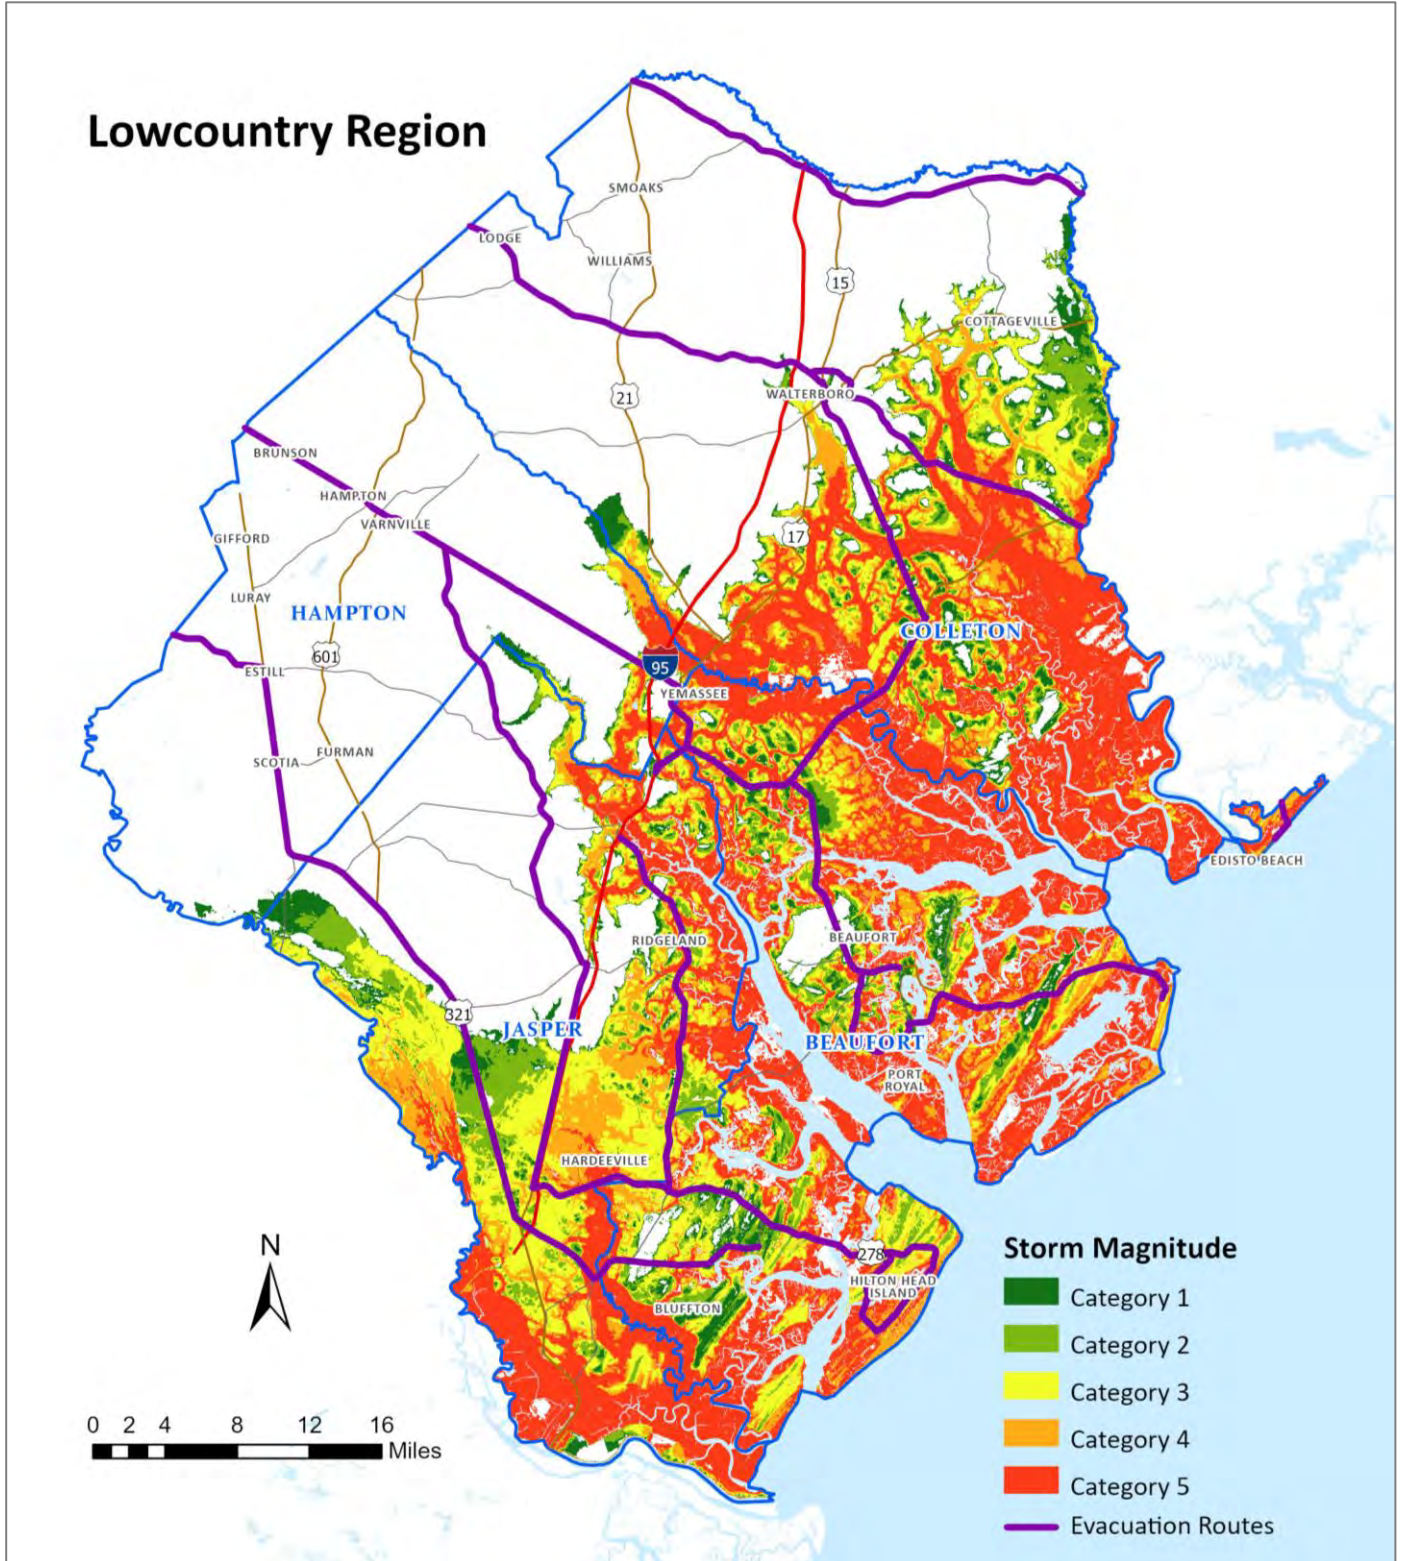 Lowcountry Region
SMOAKS
LODGE
WILLIAMS
15
COTTAGEVILLE
21
WALTERBORO
BRUNSON
HAMPTON
VARNVILLE
17
GIFFORD
LURAY
HAMPTON
COLLETON
601
95
ESTILL
YEMASSEE
FURMAN
SCOTIA
EDISTO BEACH
RIDGELAND
BEAUFORT
321
JASPER
BEAUFORT
PORT
ROYAL
HARDEEVILLE
278
HILTON HEAD
ISLAND
BLUFFTON
N
0 2 4 8 12 16
Miles
Storm Magnitude
Category 1
Category 2
Category 3
Category 4
Category 5
Evacuation Routes